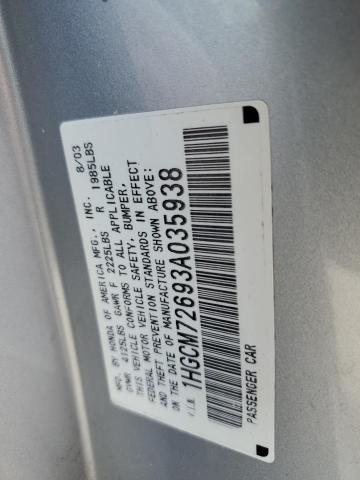 MFD. BY HONDA OF AMERICA MFG., INC. 8/03
GVWR 4125LBS GAWR F 2225LBS R 1985LBS
THIS VEHICLE CONFORMS TO ALL APPLICABLE
FEDERAL MOTOR VEHICLE SAFETY, BUMPER,
AND THEFT PREVENTION STANDARDS IN EFFECT
ON THE DATE OF MANUFACTURE SHOWN ABOVE:
V.I.N. 1HGCM72693A035938
PASSENGER CAR